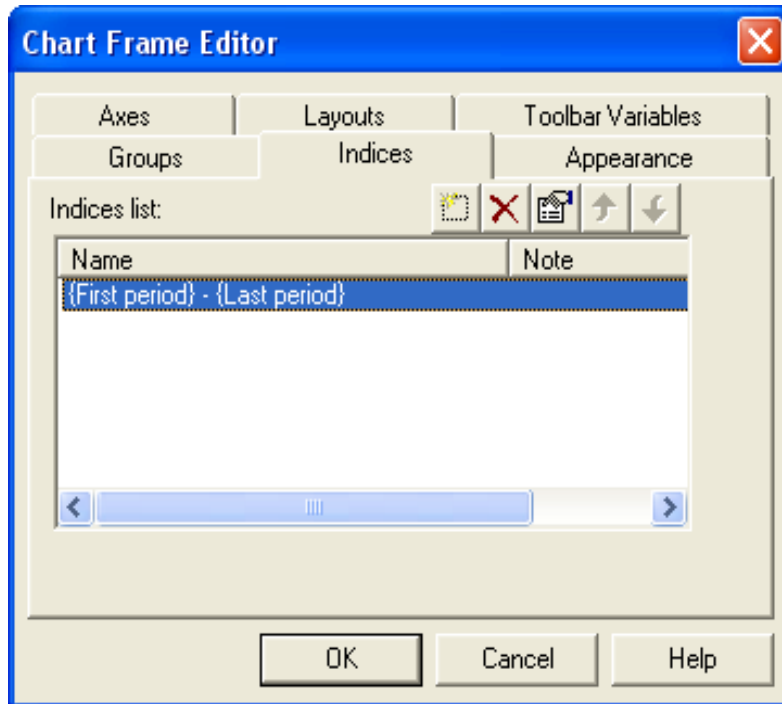 Chart Frame Editor
Axes Layouts Toolbar Variables
Groups Indices Appearance
Indices list:
Name Note
{First period} - {Last period}
OK Cancel Help